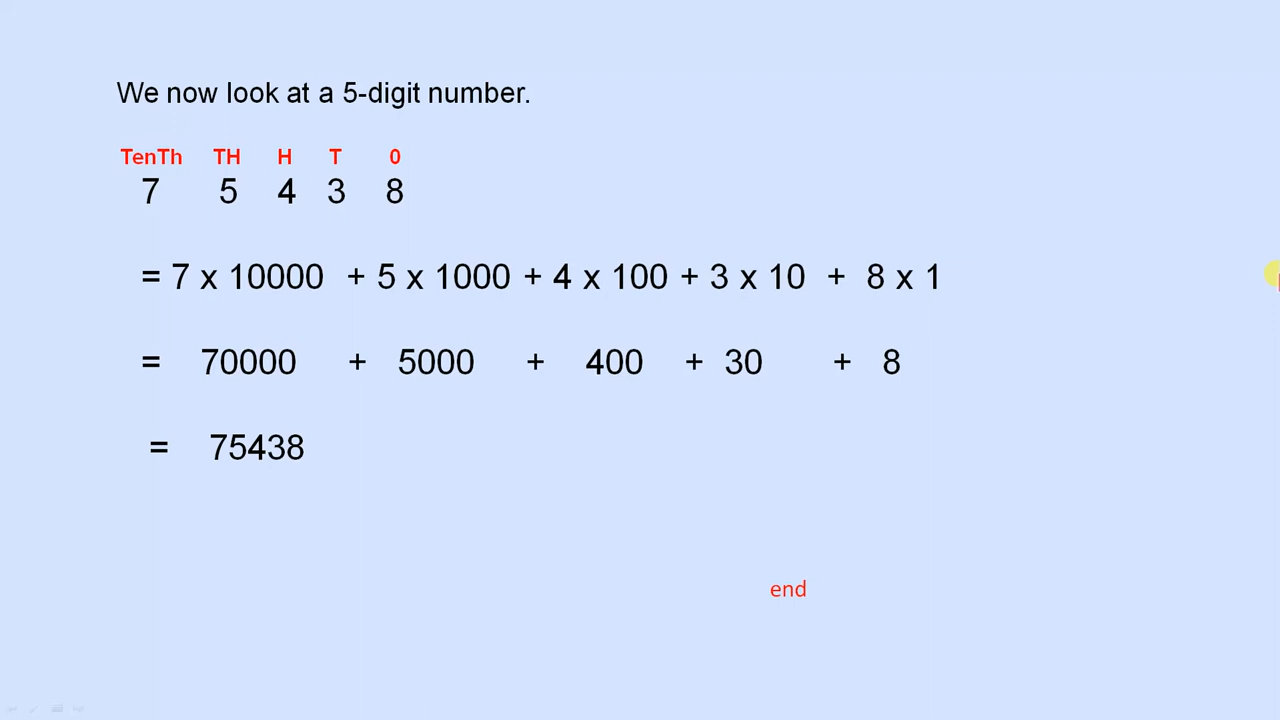 We now look at a 5-digit number.
TenTh TH H T 0
7 5 4 3 8
= 7 x 10000 + 5 x 1000 + 4 x 100 + 3 x 10 + 8 x 1
= 70000 + 5000 + 400 + 30 + 8
= 75438
end